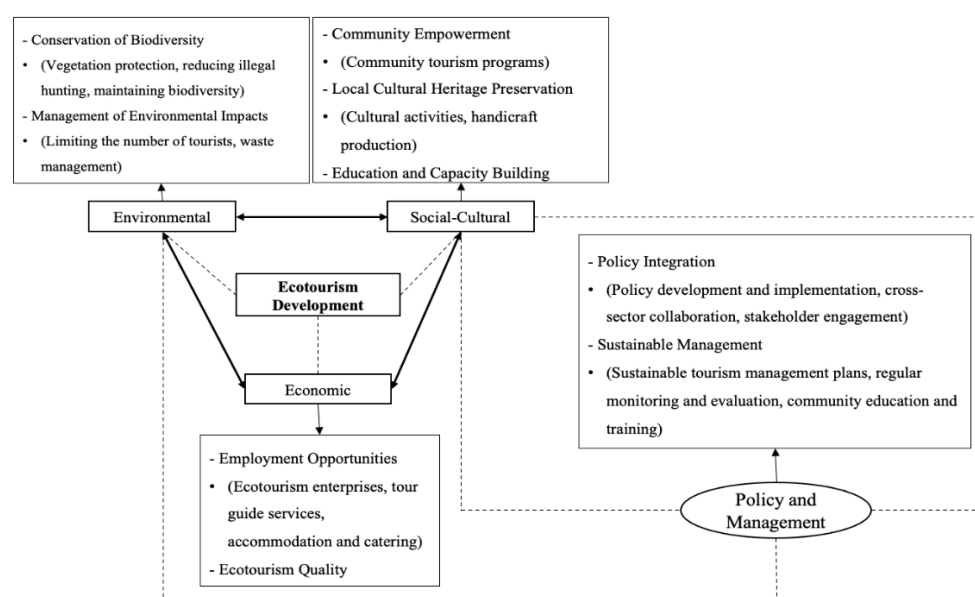 - Conservation of Biodiversity
• (Vegetation protection, reducing illegal
hunting, maintaining biodiversity)
- Management of Environmental Impacts
• (Limiting the number of tourists, waste
management)
- Community Empowerment
• (Community tourism programs)
- Local Cultural Heritage Preservation
• (Cultural activities, handicraft
production)
- Education and Capacity Building
Environmental
Social-Cultural
Ecotourism
Development
Economic
- Employment Opportunities
• (Ecotourism enterprises, tour
guide services,
accommodation and catering)
- Ecotourism Quality
- Policy Integration
• (Policy development and implementation, cross-
sector collaboration, stakeholder engagement)
- Sustainable Management
• (Sustainable tourism management plans, regular
monitoring and evaluation, community education and
training)
Policy and
Management